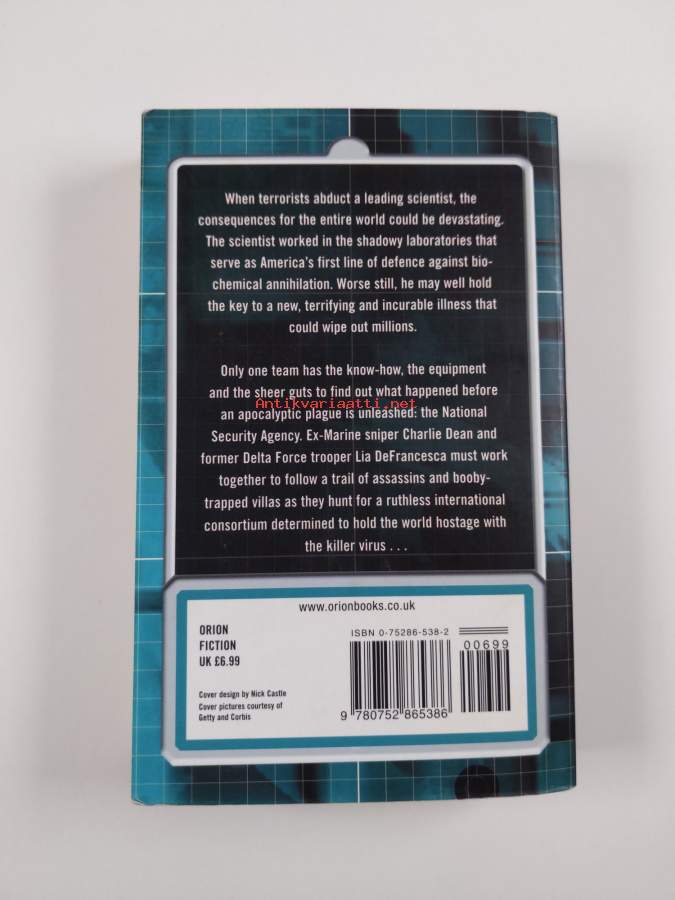 When terrorists abduct a leading scientist, the
consequences for the entire world could be devastating.
The scientist worked in the shadowy laboratories that
serve as America's first line of defence against bio-
chemical annihilation. Worse still, he may well hold
the key to a new, terrifying and incurable illness that
could wipe out millions.
Only one team has the know-how, the equipment
and the sheer guts to find out what happened before
Antikvariaatti.net
an apocalyptic plague is unleashed: the National
Security Agency. Ex-Marine sniper Charlie Dean and
former Delta Force trooper Lia DeFrancesca must work
together to follow a trail of assassins and booby-
trapped villas as they hunt for a ruthless international
consortium determined to hold the world hostage with
the killer virus . . .
www.orionbooks.co.uk
ORION
FICTION
UK £6.99
Cover design by Nick Castle
Cover pictures courtesy of
Getty and Corbis
ISBN 0-75286-538-2
00699
9 780752 865386